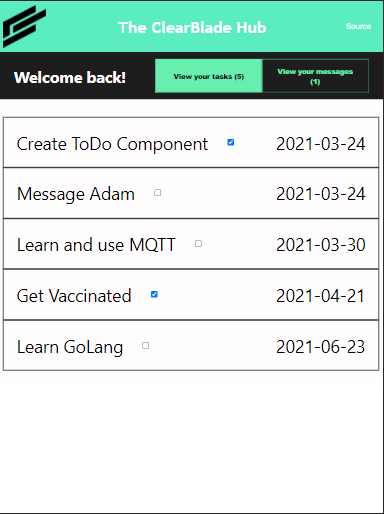 The ClearBlade Hub
Source
Welcome back!
View your tasks (5)
View your messages
(1)
Create ToDo Component 2021-03-24
Message Adam 2021-03-24
Learn and use MQTT 2021-03-30
Get Vaccinated 2021-04-21
Learn GoLang 2021-06-23